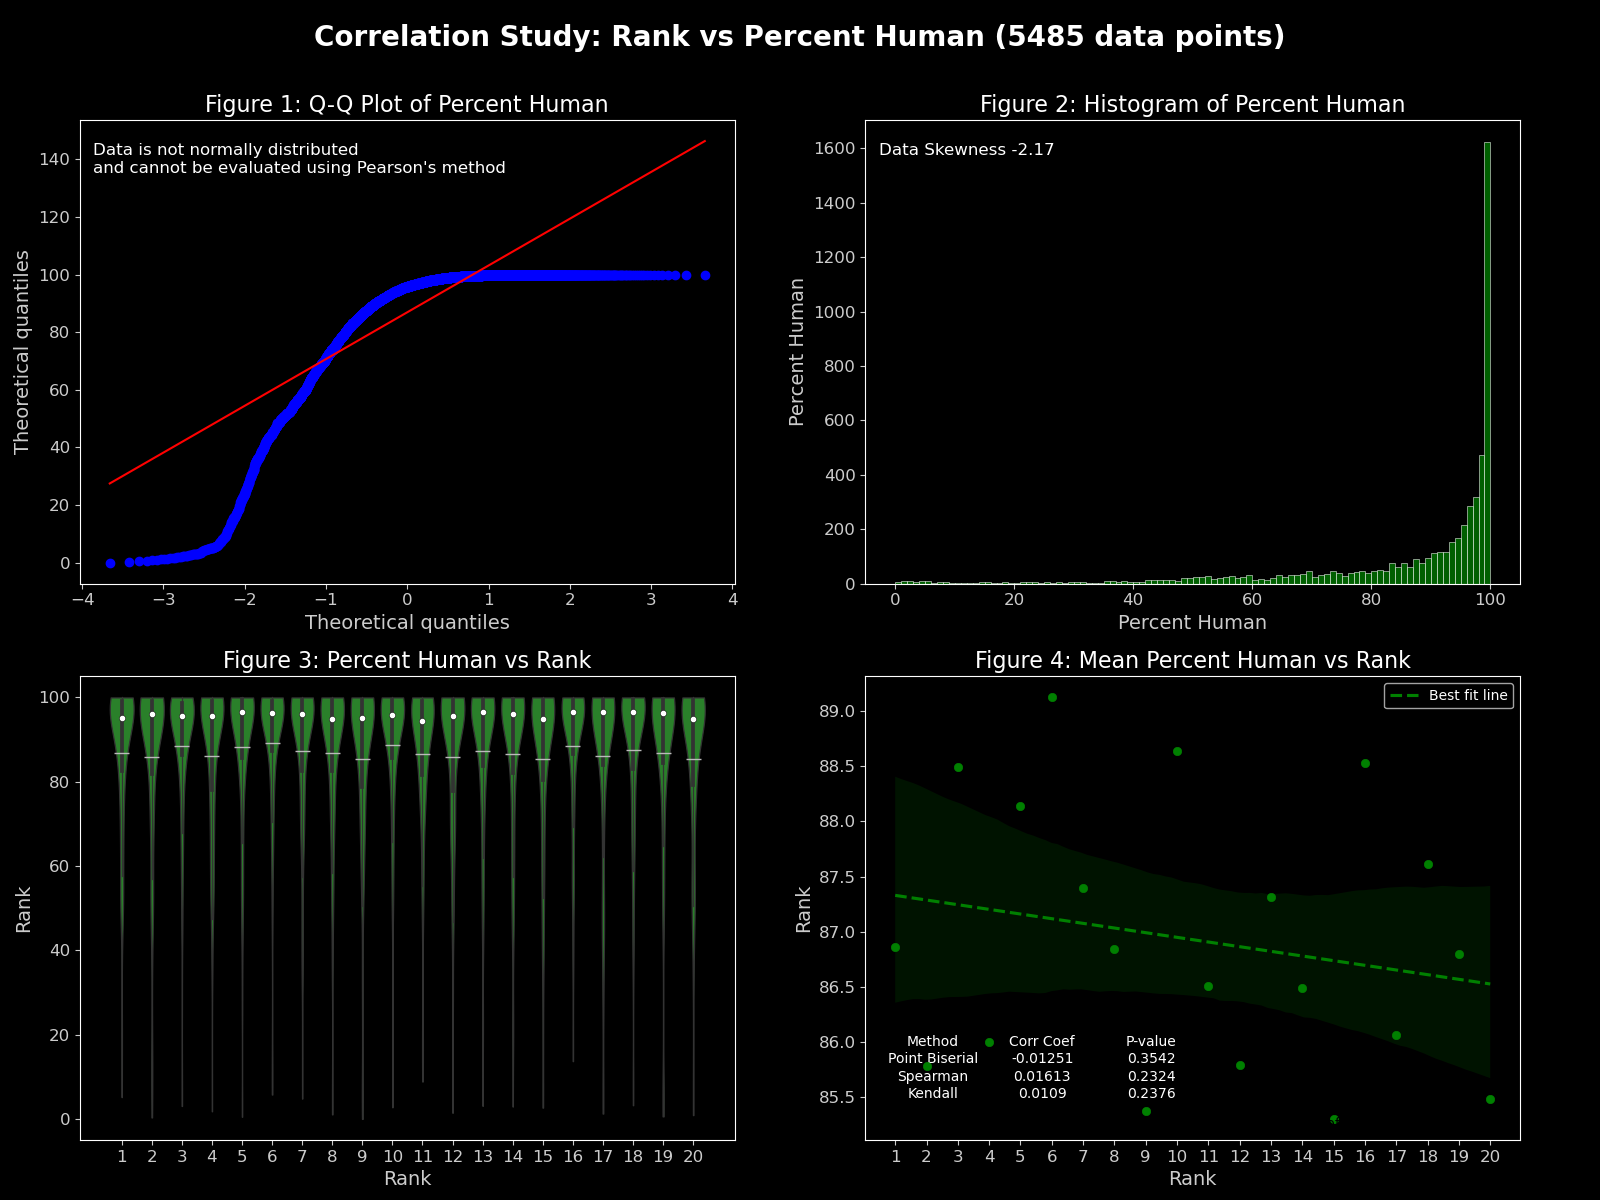 Correlation Study: Rank vs Percent Human (5485 data points)
Figure 1: Q-Q Plot of Percent Human
Data is not normally distributed
and cannot be evaluated using Pearson's method
Theoretical quantiles
140
120
100
80
60
40
20
0
−4 −3 −2 −1 0 1 2 3 4
Theoretical quantiles
Figure 2: Histogram of Percent Human
Data Skewness -2.17
Percent Human
1600
1400
1200
1000
800
600
400
200
0
0 20 40 60 80 100
Percent Human
Figure 3: Percent Human vs Rank
Rank
100
80
60
40
20
0
1 2 3 4 5 6 7 8 9 10 11 12 13 14 15 16 17 18 19 20
Rank
Figure 4: Mean Percent Human vs Rank
Best fit line
Rank
89.0
88.5
88.0
87.5
87.0
86.5
86.0
85.5
Method Corr Coef P-value
Point Biserial -0.01251 0.3542
Spearman 0.01613 0.2324
Kendall 0.0109 0.2376
1 2 3 4 5 6 7 8 9 10 11 12 13 14 15 16 17 18 19 20
Rank